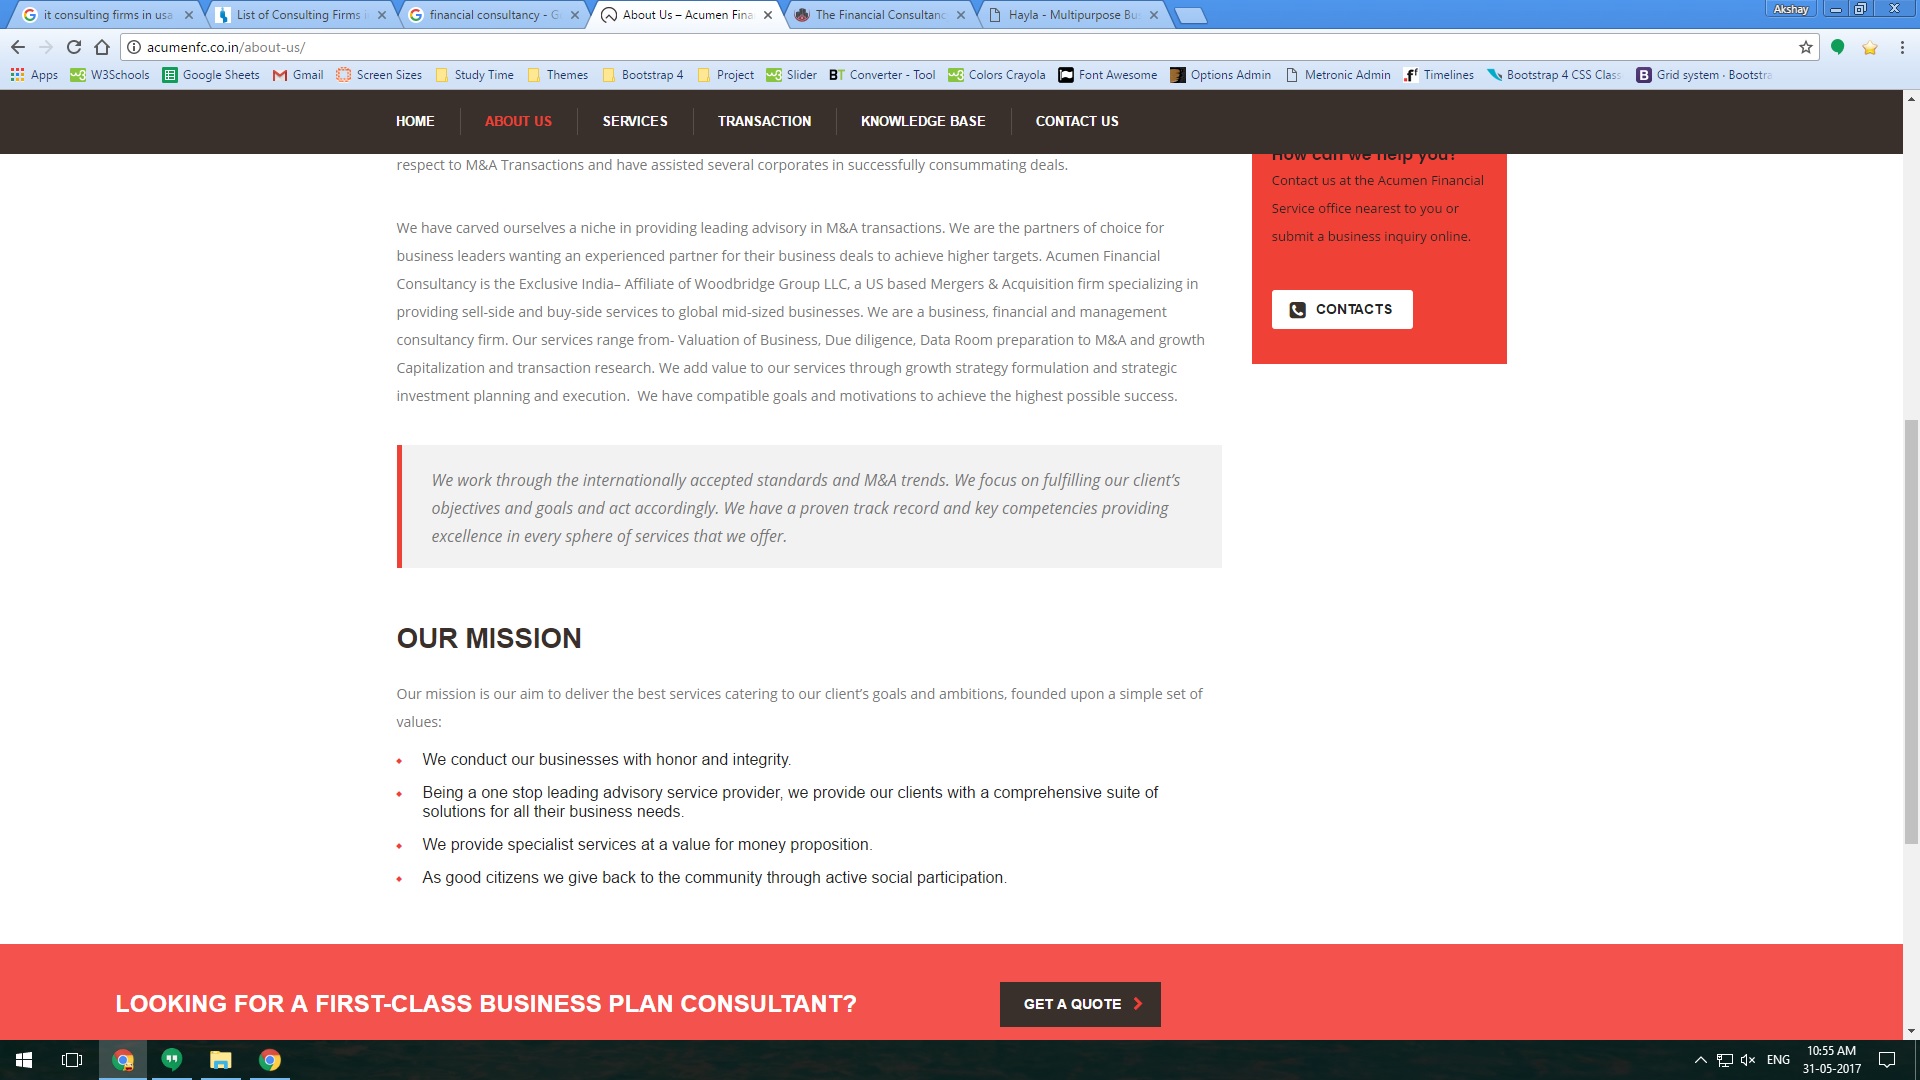 it consulting firms in usa
List of Consulting Firms i
financial consultancy - G
About Us – Acumen Fina
The Financial Consultanc
Hayla - Multipurpose Bu
Akshay
acumenfc.co.in/about-us/
Apps W3Schools Google Sheets Gmail Screen Sizes Study Time Themes Bootstrap 4 Project Slider BT Converter - Tool Colors Crayola Font Awesome Options Admin Metronic Admin Timelines Bootstrap 4 CSS Class B Grid system · Bootstra
HOME ABOUT US SERVICES TRANSACTION KNOWLEDGE BASE CONTACT US
respect to M&A Transactions and have assisted several corporates in successfully consummating deals.
We have carved ourselves a niche in providing leading advisory in M&A transactions. We are the partners of choice for
business leaders wanting an experienced partner for their business deals to achieve higher targets. Acumen Financial
Consultancy is the Exclusive India– Affiliate of Woodbridge Group LLC, a US based Mergers & Acquisition firm specializing in
providing sell-side and buy-side services to global mid-sized businesses. We are a business, financial and management
consultancy firm. Our services range from- Valuation of Business, Due diligence, Data Room preparation to M&A and growth
Capitalization and transaction research. We add value to our services through growth strategy formulation and strategic
investment planning and execution.  We have compatible goals and motivations to achieve the highest possible success.
How can we help you?
Contact us at the Acumen Financial
Service office nearest to you or
submit a business inquiry online.
CONTACTS
We work through the internationally accepted standards and M&A trends. We focus on fulfilling our client’s
objectives and goals and act accordingly. We have a proven track record and key competencies providing
excellence in every sphere of services that we offer.
OUR MISSION
Our mission is our aim to deliver the best services catering to our client’s goals and ambitions, founded upon a simple set of
values:
We conduct our businesses with honor and integrity.
Being a one stop leading advisory service provider, we provide our clients with a comprehensive suite of
solutions for all their business needs.
We provide specialist services at a value for money proposition.
As good citizens we give back to the community through active social participation.
LOOKING FOR A FIRST-CLASS BUSINESS PLAN CONSULTANT?
GET A QUOTE
ENG
10:55 AM
31-05-2017